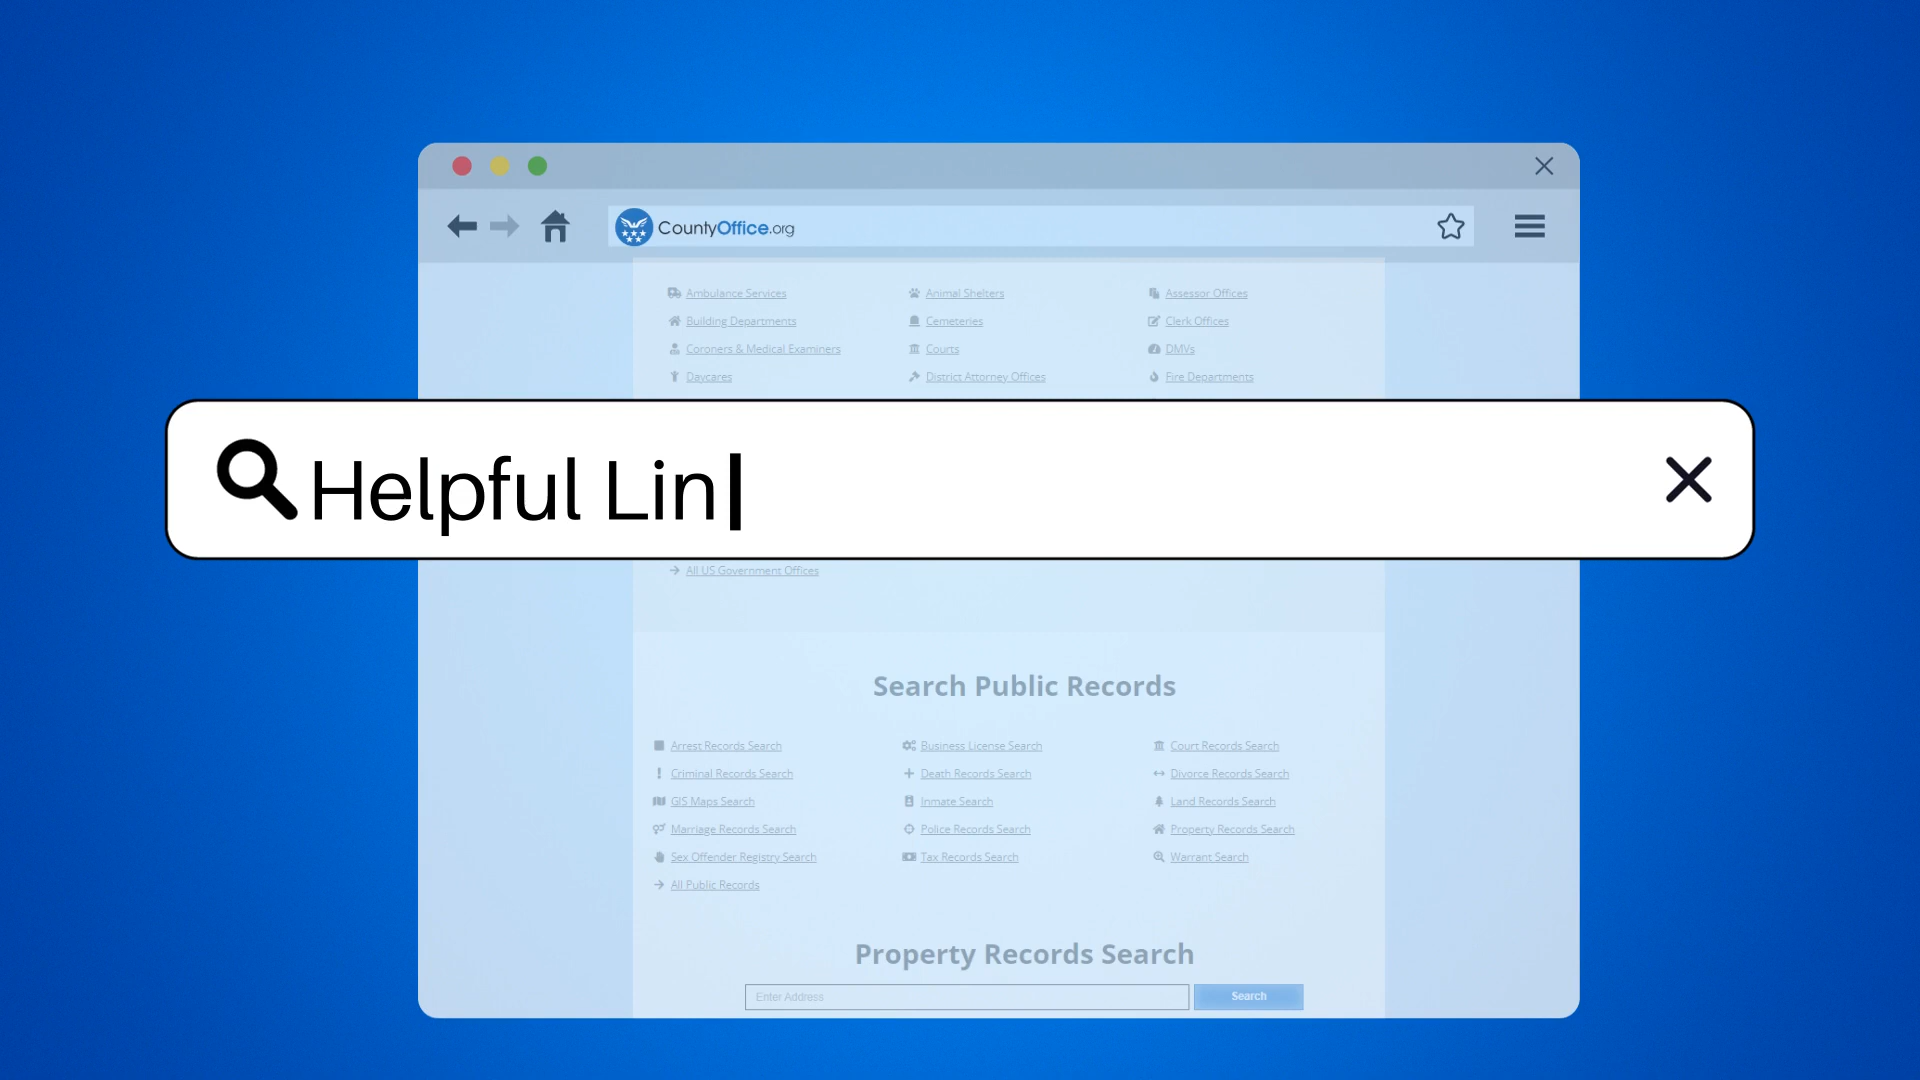 CountyOffice.org
Ambulance Services Animal Shelters Assessor Offices
Building Departments Cemeteries Clerk Offices
Coroners & Medical Examiners Courts DMVs
Daycares District Attorney Offices Fire Departments
Helpful Lin
All US Government Offices
Search Public Records
Arrest Records Search Business License Search Court Records Search
Criminal Records Search Death Records Search Divorce Records Search
GIS Maps Search Inmate Search Land Records Search
Marriage Records Search Police Records Search Property Records Search
Sex Offender Registry Search Tax Records Search Warrant Search
All Public Records
Property Records Search
Enter Address Search